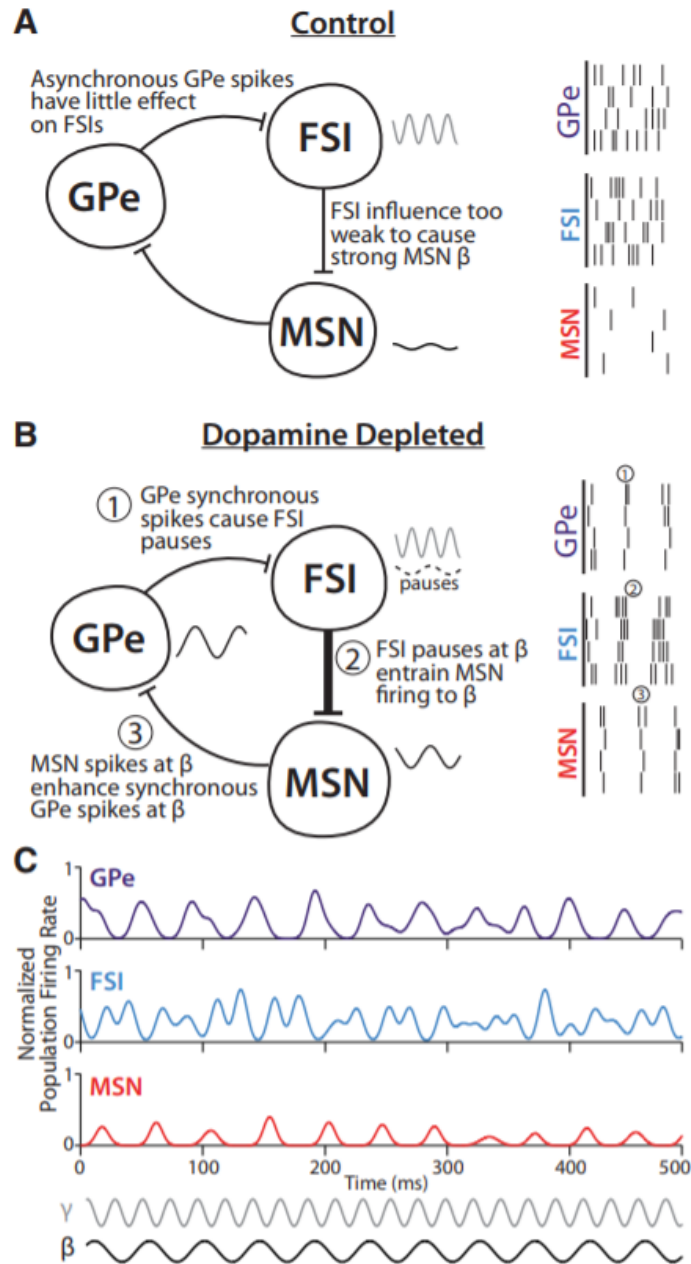 A
Control
Asynchronous GPe spikes
have little effect
on FSIs
FSI
GPe
FSI influence too
weak to cause
strong MSN β
MSN
GPe
FSI
MSN
B
Dopamine Depleted
① GPe synchronous
spikes cause FSI
pauses
FSI
pauses
GPe
② FSI pauses at β
entrain MSN
firing to β
③
MSN spikes at β
enhance synchronous
GPe spikes at β
MSN
①
GPe
②
FSI
③
MSN
C
Normalized
Population Firing Rate
1
GPe
0
1
FSI
0
1
MSN
0
0 100 200 300 400 500
Time (ms)
γ
β